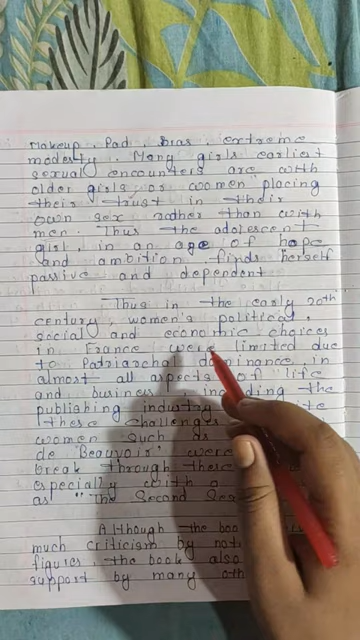 Makeup, Pad, Bras, extreme
modesty. Many girls earliest
sexual encounters are with
older girls or women placing
their trust in their
own sex rather than with
men. Thus the adolescent
girl, in an age of hope
and ambition finds herself
passive and dependent
Thus in the early 20th
century, women's political,
social and economic choices
in France were limited due
to Patriarchal dominance in
almost all aspects of life
and business, including the
publishing industry
these challenges
women such as
de Beauvoir were
break through these
especially with a
as "The Second Sex
Although the boo
much criticism by not
figures, the book also
support by many oth